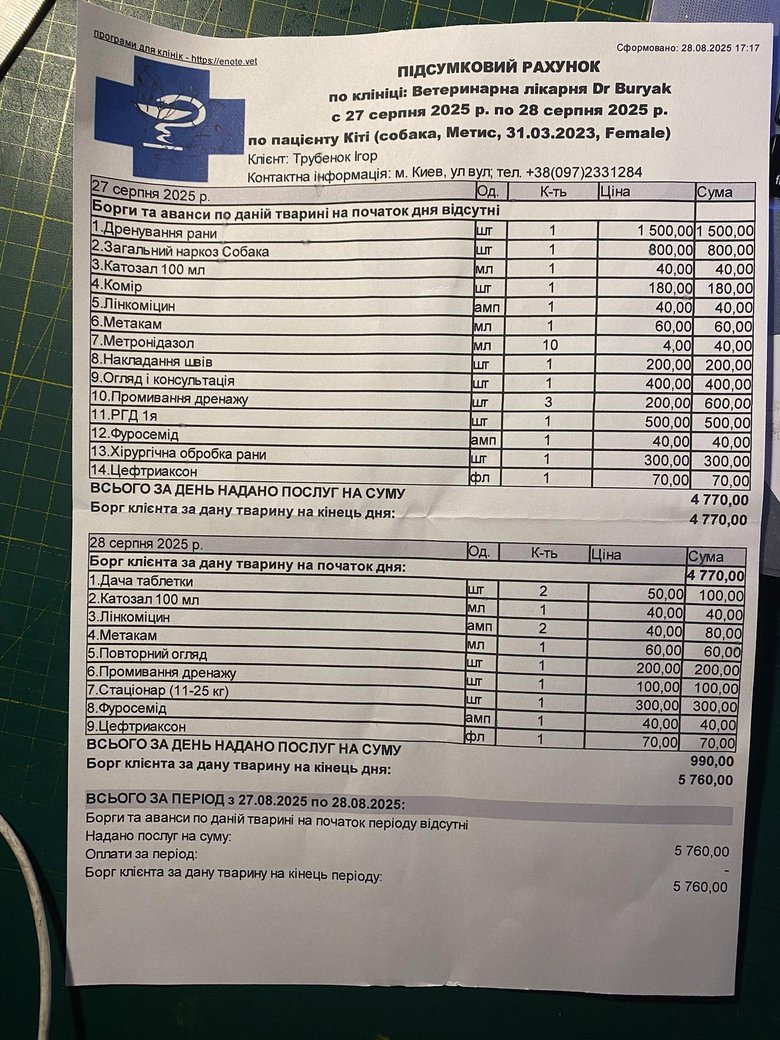 програми для клінік - https://enote.vet
Сформовано: 28.08.2025 17:17
ПІДСУМКОВИЙ РАХУНОК
по клініці: Ветеринарна лікарня Dr Buryak
с 27 серпня 2025 р. по 28 серпня 2025 р.
по пацієнту Кіті (собака, Метис, 31.03.2023, Female)
Клієнт: Трубенок Ігор
Контактна інформація: м. Киев, ул вул; тел. +38(097)2331284
27 серпня 2025 р. Од. К-ть Ціна Сума
Борги та аванси по даній тварині на початок дня відсутні
1.Дренування рани шт 1 1 500,00 1 500,00
2.Загальний наркоз Собака шт 1 800,00 800,00
3.Катозал 100 мл мл 1 40,00 40,00
4.Комір шт 1 180,00 180,00
5.Лінкоміцин амп 1 40,00 40,00
6.Метакам мл 1 60,00 60,00
7.Метронідазол мл 10 4,00 40,00
8.Накладання швів шт 1 200,00 200,00
9.Огляд і консультація шт 1 400,00 400,00
10.Промивання дренажу шт 3 200,00 600,00
11.РГД 1я шт 1 500,00 500,00
12.Фуросемід амп 1 40,00 40,00
13.Хірургічна обробка рани шт 1 300,00 300,00
14.Цефтриаксон фл 1 70,00 70,00
ВСЬОГО ЗА ДЕНЬ НАДАНО ПОСЛУГ НА СУМУ 4 770,00
Борг клієнта за дану тварину на кінець дня: 4 770,00
28 серпня 2025 р. Од. К-ть Ціна Сума
Борг клієнта за дану тварину на початок дня: 4 770,00
1.Дача таблетки шт 2 50,00 100,00
2.Катозал 100 мл мл 1 40,00 40,00
3.Лінкоміцин амп 2 40,00 80,00
4.Метакам мл 1 60,00 60,00
5.Повторний огляд шт 1 200,00 200,00
6.Промивання дренажу шт 1 100,00 100,00
7.Стаціонар (11-25 кг) шт 1 300,00 300,00
8.Фуросемід амп 1 40,00 40,00
9.Цефтриаксон фл 1 70,00 70,00
ВСЬОГО ЗА ДЕНЬ НАДАНО ПОСЛУГ НА СУМУ 990,00
Борг клієнта за дану тварину на кінець дня: 5 760,00
ВСЬОГО ЗА ПЕРІОД з 27.08.2025 по 28.08.2025:
Борги та аванси по даній тварині на початок періоду відсутні
Надано послуг на суму: 5 760,00
Оплати за період: -
Борг клієнта за дану тварину на кінець періоду: 5 760,00